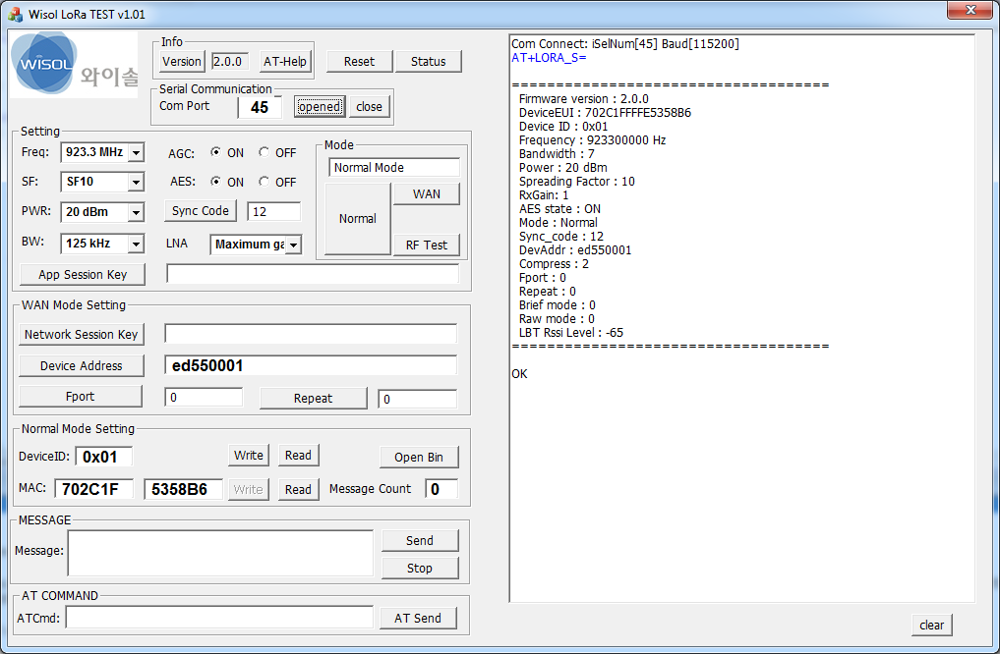 Wisol LoRa TEST v1.01
WiSOL 와이솔
Info
Version 2.0.0 AT-Help Reset Status
Serial Communication
Com Port 45 opened close
Setting
Freq: 923.3 MHz AGC: ON OFF
SF: SF10 AES: ON OFF
PWR: 20 dBm Sync Code 12
BW: 125 kHz LNA Maximum ga
Mode
Normal Mode
Normal WAN
RF Test
App Session Key
WAN Mode Setting
Network Session Key
Device Address ed550001
Fport 0 Repeat 0
Normal Mode Setting
DeviceID: 0x01 Write Read Open Bin
MAC: 702C1F 5358B6 Write Read Message Count 0
MESSAGE
Message: Send
Stop
AT COMMAND
ATCmd: AT Send
Com Connect: iSelNum[45] Baud[115200]
AT+LORA_S=
====================================
Firmware version : 2.0.0
DeviceEUI : 702C1FFFFE5358B6
Device ID : 0x01
Frequency : 923300000 Hz
Bandwidth : 7
Power : 20 dBm
Spreading Factor : 10
RxGain: 1
AES state : ON
Mode : Normal
Sync_code : 12
DevAddr : ed550001
Compress : 2
Fport : 0
Repeat : 0
Brief mode : 0
Raw mode : 0
LBT Rssi Level : -65
====================================
OK
clear